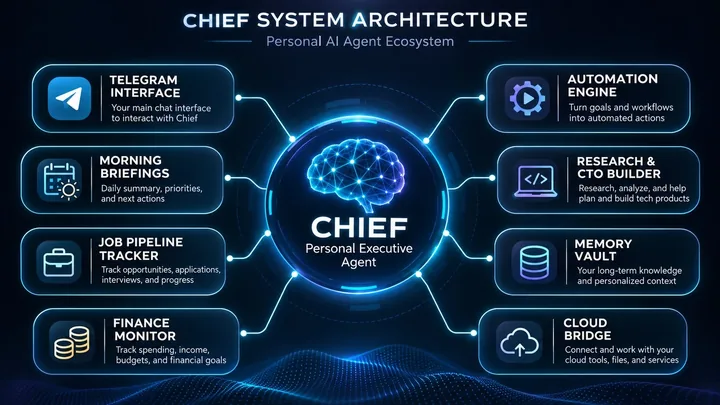 CHIEF SYSTEM ARCHITECTURE
Personal AI Agent Ecosystem
TELEGRAM
INTERFACE
Your main chat interface
to interact with Chief
MORNING
BRIEFINGS
Daily summary, priorities,
and next actions
JOB PIPELINE
TRACKER
Track opportunities, applications,
interviews, and progress
FINANCE
MONITOR
Track spending, income,
budgets, and financial goals
CHIEF
Personal Executive
Agent
AUTOMATION
ENGINE
Turn goals and workflows
into automated actions
</>
RESEARCH &
CTO BUILDER
Research, analyze, and help
plan and build tech products
MEMORY
VAULT
Your long-term knowledge
and personalized context
CLOUD
BRIDGE
Connect and work with your
cloud tools, files, and services